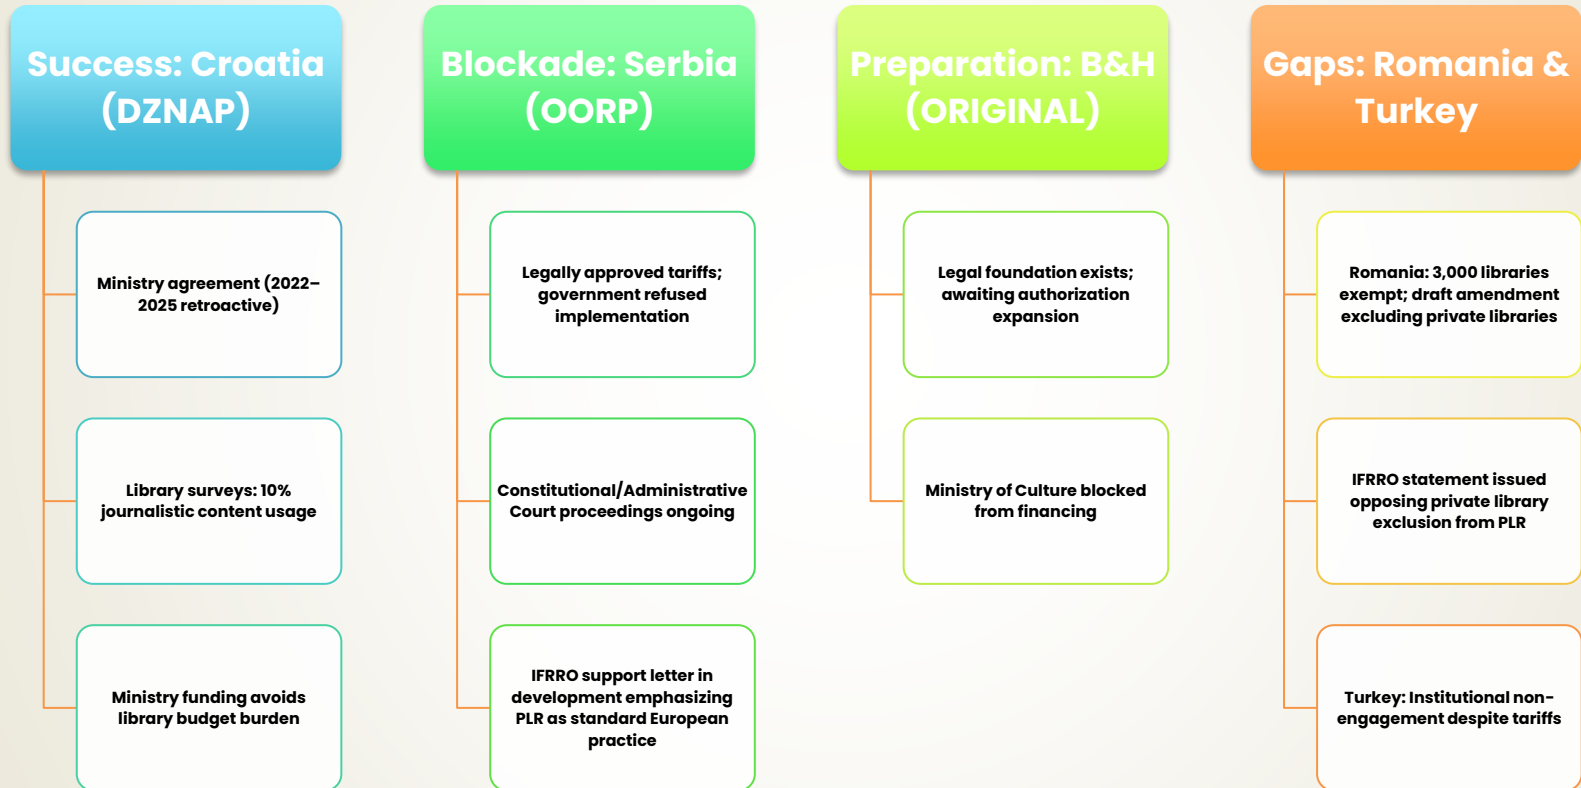 Success: Croatia
(DZNAP)
Ministry agreement (2022–
2025 retroactive)
Library surveys: 10%
journalistic content usage
Ministry funding avoids
library budget burden
Blockade: Serbia
(OORP)
Legally approved tariffs;
government refused
implementation
Constitutional/Administrative
Court proceedings ongoing
IFRRO support letter in
development emphasizing
PLR as standard European
practice
Preparation: B&H
(ORIGINAL)
Legal foundation exists;
awaiting authorization
expansion
Ministry of Culture blocked
from financing
Gaps: Romania &
Turkey
Romania: 3,000 libraries
exempt; draft amendment
excluding private libraries
IFRRO statement issued
opposing private library
exclusion from PLR
Turkey: Institutional non-
engagement despite tariffs